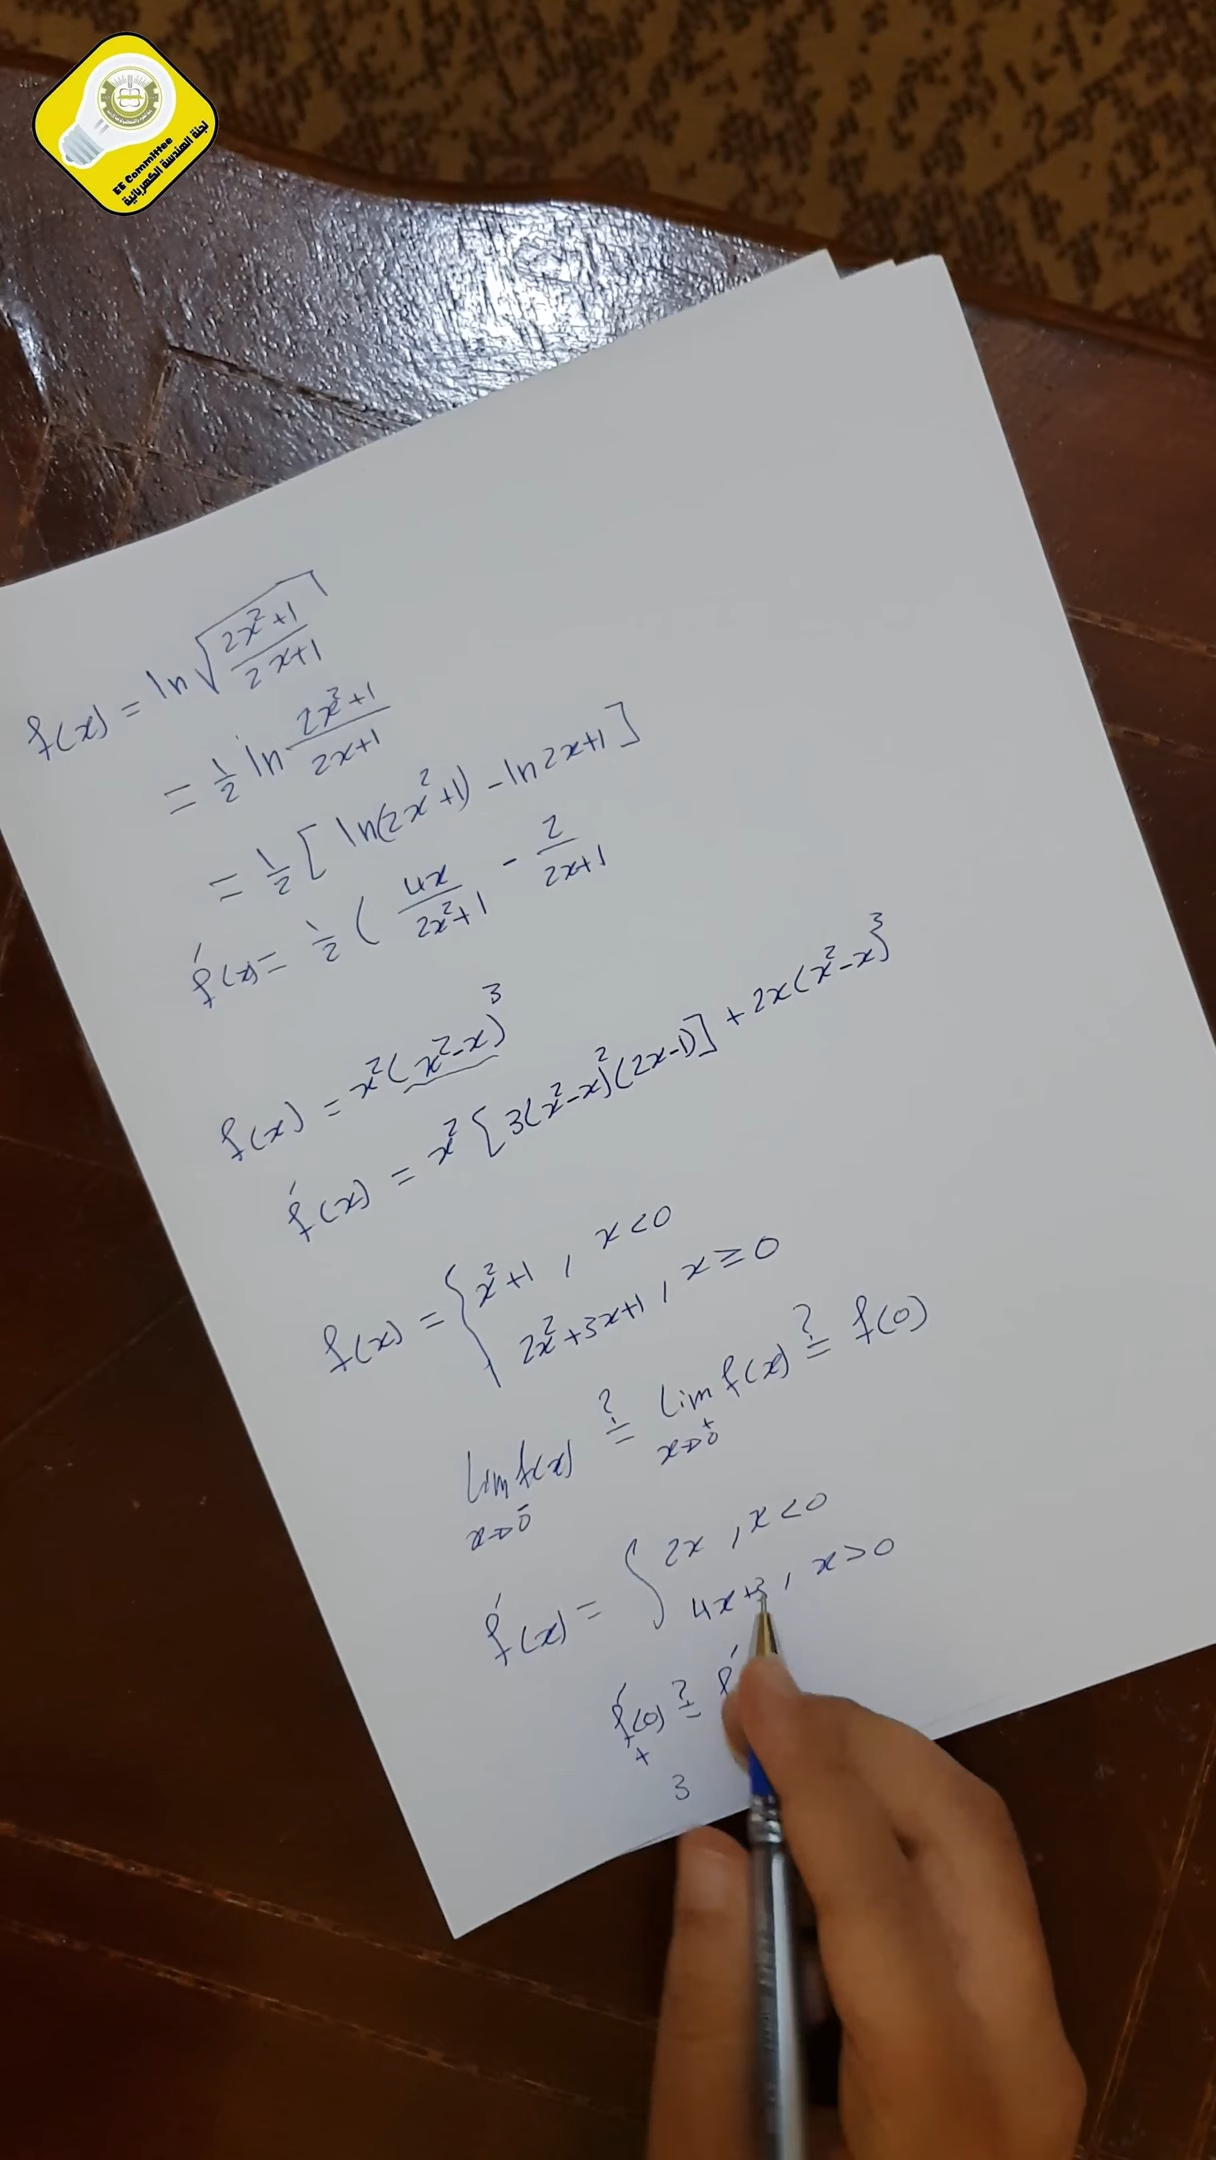 EE Committee
لجنة الهندسة الكهربائية
f(x) = ln √((2x²+1)/(2x+1))
= 1/2 ln (2x²+1)/(2x+1)
= 1/2 [ ln(2x²+1) - ln 2x+1 ]
f'(x) = 1/2 ( 4x/(2x²+1) - 2/(2x+1)
f(x) = x²(x²-x)³
f'(x) = x² [ 3(x²-x)²(2x-1) ] + 2x(x²-x)³
f(x) = { x²+1 , x<0
2x²+3x+1 , x≥0
lim f(x) ≟ lim f(x) ≟ f(0)
x→0⁻ x→0⁺
f'(x) = { 2x , x<0
4x+3 , x>0
f'₊(0) ≟ f'
3